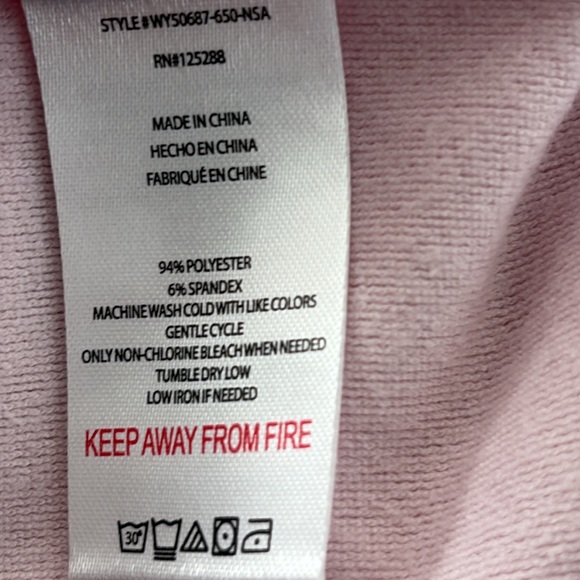 STYLE#WY50687-650-NSA
RN#125288
MADE IN CHINA
HECHO EN CHINA
FABRIQUÉ EN CHINE
94% POLYESTER
6% SPANDEX
MACHINE WASH COLD WITH LIKE COLORS
GENTLE CYCLE
ONLY NON-CHLORINE BLEACH WHEN NEEDED
TUMBLE DRY LOW
LOW IRON IF NEEDED
KEEP AWAY FROM FIRE
30°